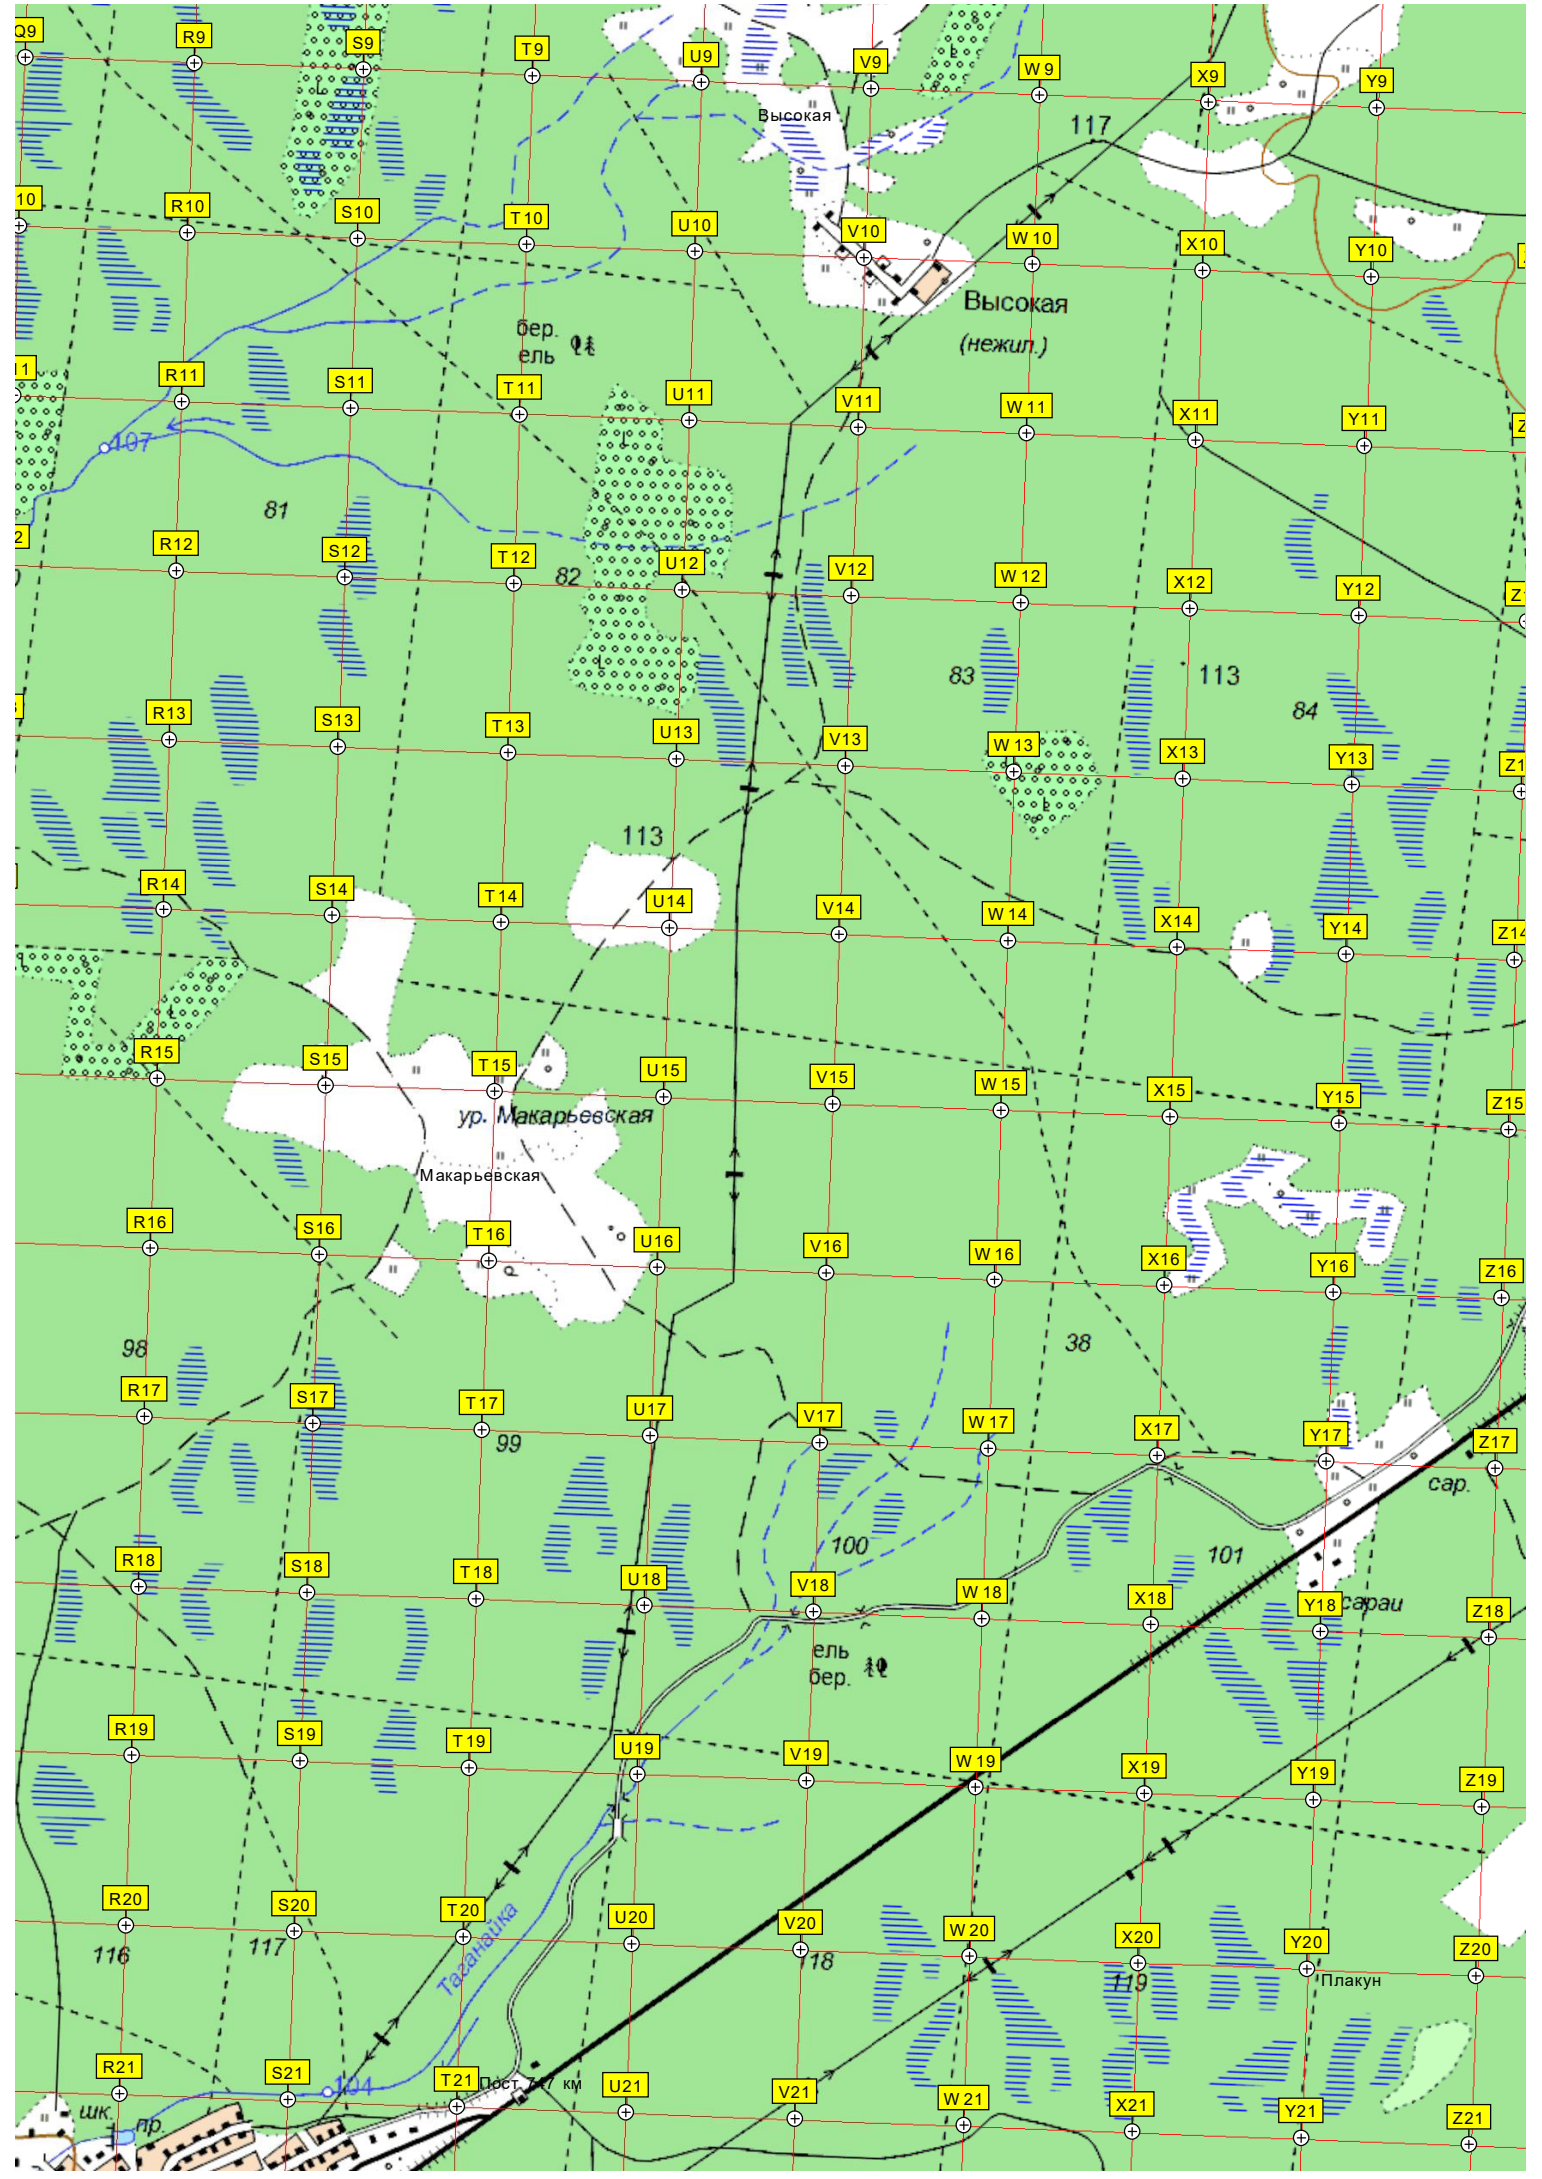 Q9 R9 S9 T9 U9 V9 W9 X9 Y9
Высокая
117
10 R10 S10 T10 U10 V10 W10 X10 Y10
Высокая
(нежил.)
бер.
ель
11 R11 S11 T11 U11 V11 W11 X11 Y11 Z
107
81
2 R12 S12 T12 U12 V12 W12 X12 Y12 Z1
82
83
113
84
R13 S13 T13 U13 V13 W13 X13 Y13 Z1
113
R14 S14 T14 U14 V14 W14 X14 Y14 Z14
R15 S15 T15 U15 V15 W15 X15 Y15 Z15
ур. Макарьевская
Макарьевская
R16 S16 T16 U16 V16 W16 X16 Y16 Z16
98
38
R17 S17 T17 U17 V17 W17 X17 Y17 Z17
99
сар.
100
101
R18 S18 T18 U18 V18 W18 X18 Y18 Z18
сараи
ель
бер.
R19 S19 T19 U19 V19 W19 X19 Y19 Z19
R20 S20 T20 U20 V20 W20 X20 Y20 Z20
Таганайка
116
117
118
119
Плакун
R21 S21 T21 U21 V21 W21 X21 Y21 Z21
104
Пост 747 км
шк.
пр.